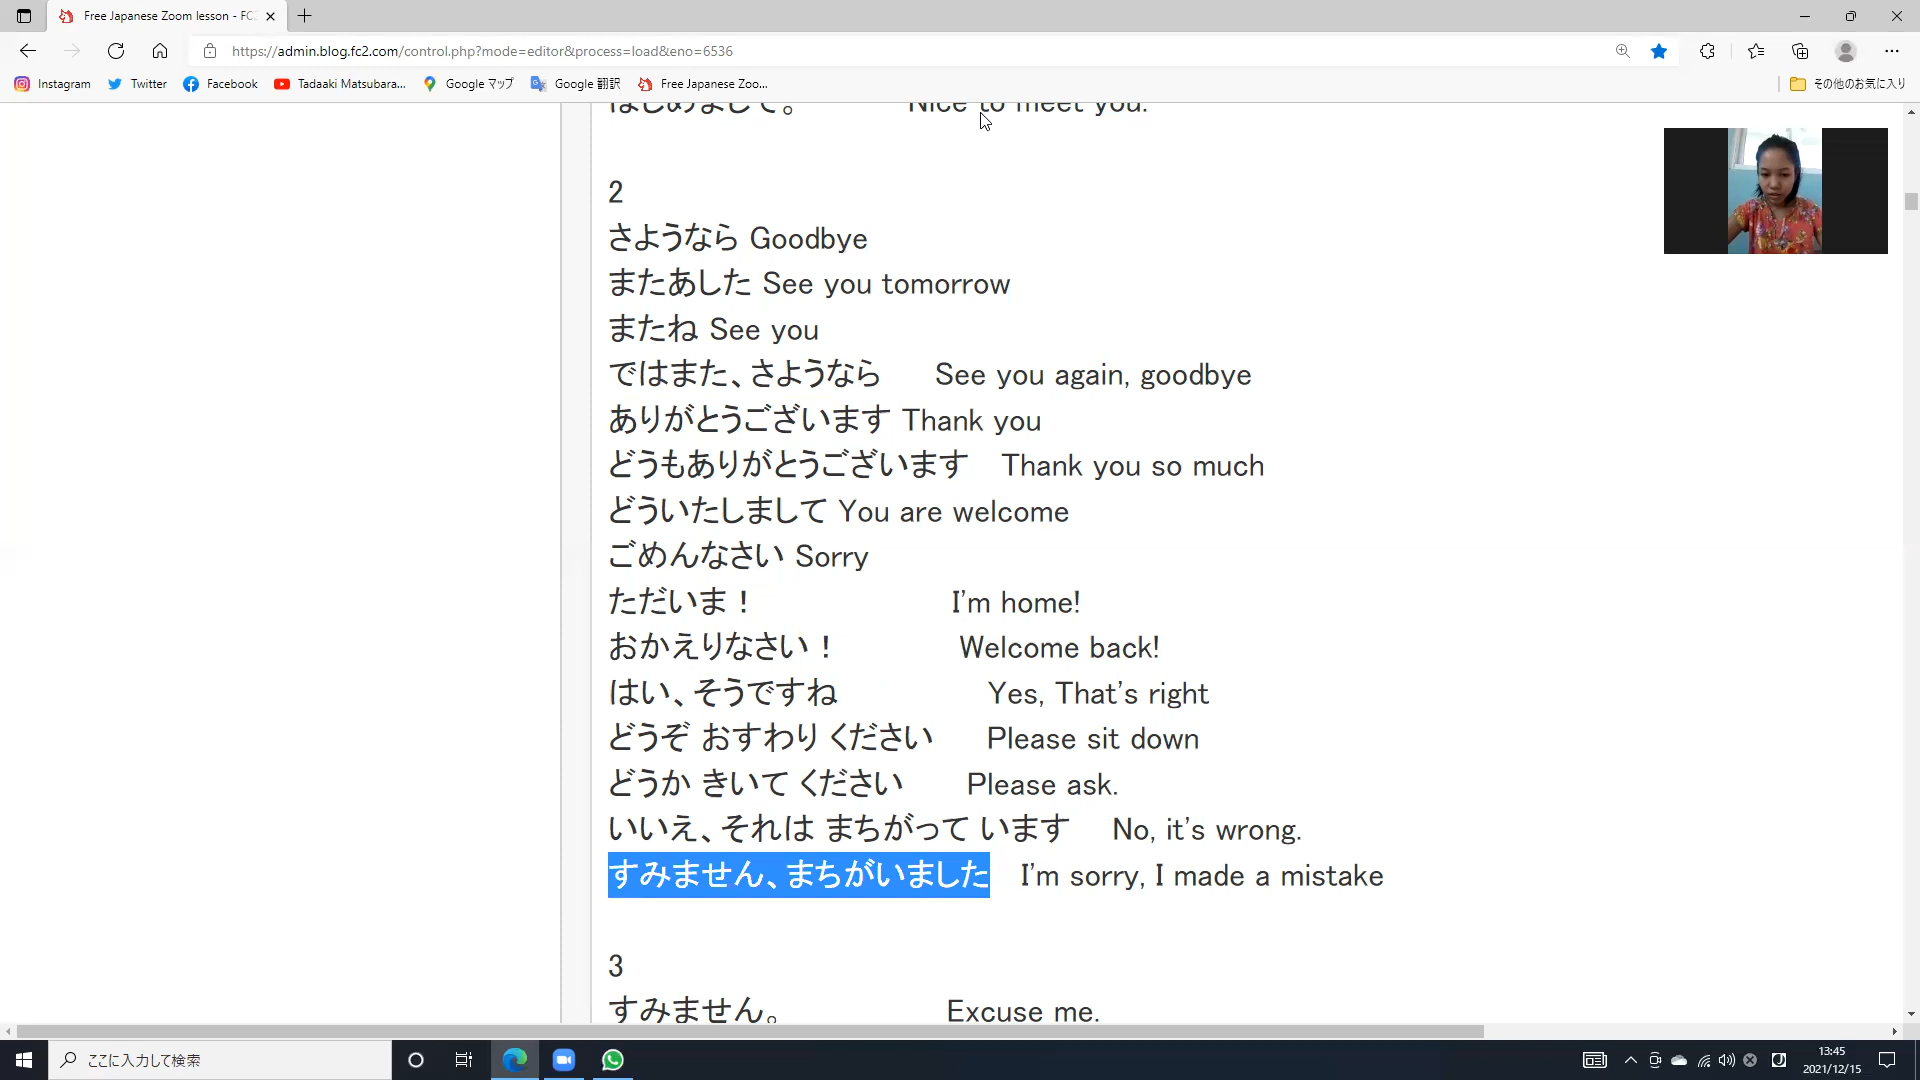 Free Japanese Zoom lesson - FC2
https://admin.blog.fc2.com/control.php?mode=editor&process=load&eno=6536
Instagram Twitter Facebook Tadaaki Matsubara... Google マップ Google 翻訳 Free Japanese Zoo... その他のお気に入り
はじめまして。 Nice to meet you.
2
さようなら Goodbye
またあした See you tomorrow
またね See you
ではまた、さようなら See you again, goodbye
ありがとうございます Thank you
どうもありがとうございます Thank you so much
どういたしまして You are welcome
ごめんなさい Sorry
ただいま！ I'm home!
おかえりなさい！ Welcome back!
はい、そうですね Yes, That's right
どうぞ おすわり ください Please sit down
どうか きいて ください Please ask.
いいえ、それは まちがって います No, it's wrong.
すみません、まちがいました I'm sorry, I made a mistake
3
すみません。 Excuse me.
ここに入力して検索
13:45
2021/12/15